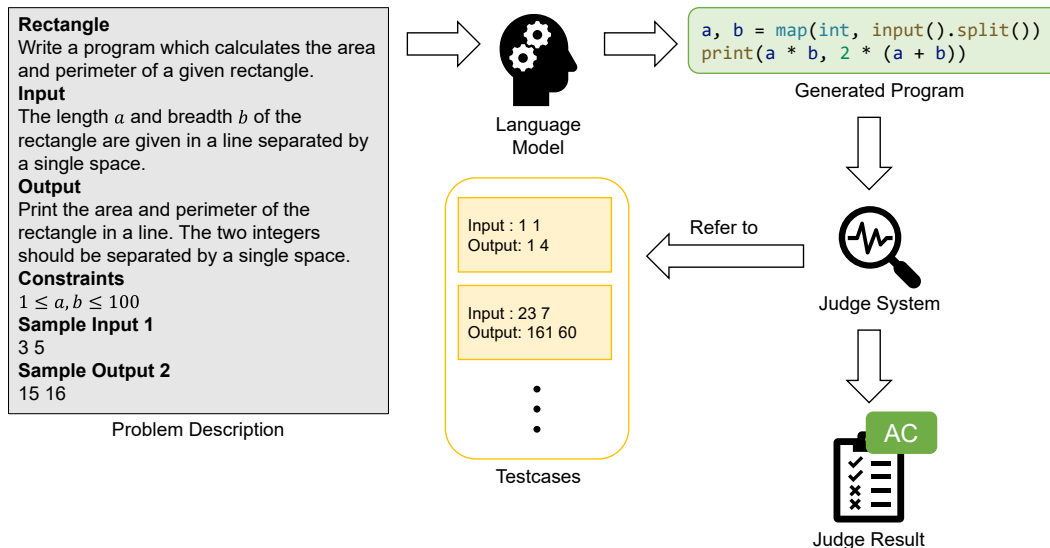 Rectangle
Write a program which calculates the area
and perimeter of a given rectangle.
Input
The length a and breadth b of the
rectangle are given in a line separated by
a single space.
Output
Print the area and perimeter of the
rectangle in a line. The two integers
should be separated by a single space.
Constraints
1 ≤ a, b ≤ 100
Sample Input 1
3 5
Sample Output 2
15 16
Problem Description
Language
Model
a, b = map(int, input().split())
print(a * b, 2 * (a + b))
Generated Program
Judge System
Refer to
Input : 1 1
Output: 1 4
Input : 23 7
Output: 161 60
Testcases
AC
Judge Result